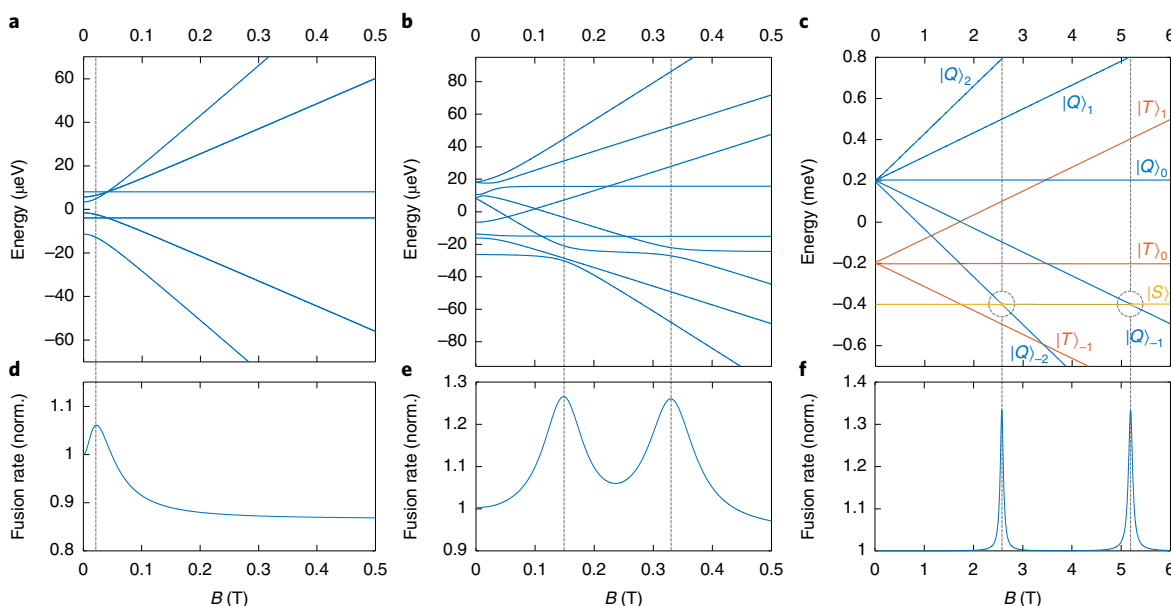 a
b
c
0 0.1 0.2 0.3 0.4 0.5
0 0.1 0.2 0.3 0.4 0.5
0 1 2 3 4 5 6
60
40
20
0
−20
−40
−60
Energy (μeV)
80
60
40
20
0
−20
−40
−60
−80
Energy (μeV)
0.8
0.6
0.4
0.2
0
−0.2
−0.4
−0.6
Energy (meV)
|Q⟩2
|Q⟩1
|T⟩1
|Q⟩0
|T⟩0
|S⟩
|Q⟩−1
|T⟩−1
|Q⟩−2
d
e
f
1.1
1
0.9
0.8
Fusion rate (norm.)
0 0.1 0.2 0.3 0.4 0.5
B (T)
1.3
1.2
1.1
1
0.9
Fusion rate (norm.)
0 0.1 0.2 0.3 0.4 0.5
B (T)
1.4
1.3
1.2
1.1
1
Fusion rate (norm.)
0 1 2 3 4 5 6
B (T)